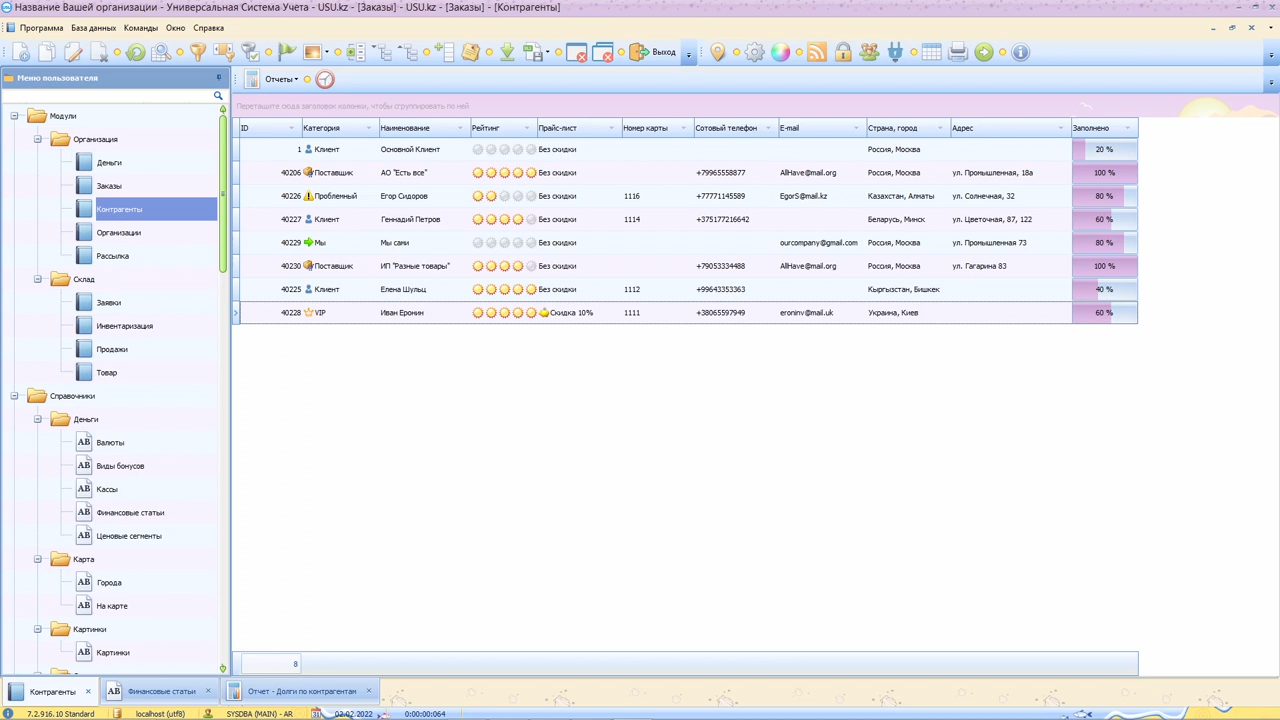 Название Вашей организации - Универсальная Система Учета - USU.kz - [Заказы] - USU.kz - [Заказы] - [Контрагенты]
Программа База данных Команды Окно Справка
Выход
Меню пользователя
Отчеты
Перетащите сюда заголовок колонки, чтобы сгруппировать по ней
Модули
Организация
Деньги
Заказы
Контрагенты
Организации
Рассылка
Склад
Заявки
Инвентаризация
Продажи
Товар
Справочники
Деньги
Валюты
Виды бонусов
Кассы
Финансовые статьи
Ценовые сегменты
Карта
Города
На карте
Картинки
Картинки
ID Категория Наименование Рейтинг Прайс-лист Номер карты Сотовый телефон E-mail Страна, город Адрес Заполнено
1 Клиент Основной Клиент Без скидки Россия, Москва 20 %
40206 Поставщик АО "Есть все" Без скидки +79965558877 AllHave@mail.org Россия, Москва ул. Промышленная, 18а 100 %
40226 Проблемный Егор Сидоров Без скидки 1116 +77771145589 EgorS@mail.kz Казахстан, Алматы ул. Солнечная, 32 80 %
40227 Клиент Геннадий Петров Без скидки 1114 +375177216642 Беларусь, Минск ул. Цветочная, 87, 122 60 %
40229 Мы Мы сами Без скидки ourcompany@gmail.com Россия, Москва ул. Промышленная 73 80 %
40230 Поставщик ИП "Разные товары" Без скидки +79053334488 AllHave@mail.org Россия, Москва ул. Гагарина 83 100 %
40225 Клиент Елена Шульц Без скидки 1112 +99643353363 Кыргызстан, Бишкек 40 %
40228 VIP Иван Еронин Скидка 10% 1111 +38065597949 eroninv@mail.uk Украина, Киев 60 %
8
Контрагенты Финансовые статьи Отчет - Долги по контрагентам
7.2.916.10 Standard localhost (utf8) SYSDBA (MAIN) - AR 02.02.2022 0:00:00:064